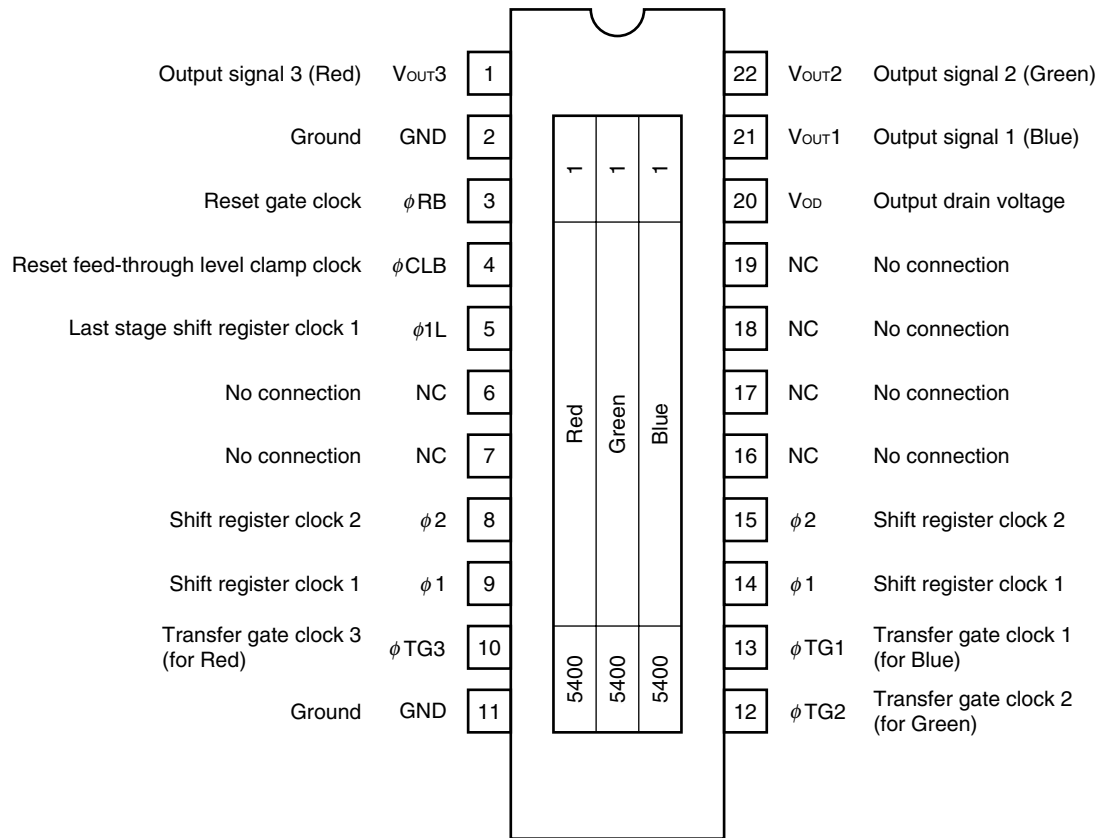 Output signal 3 (Red) VOUT3 1 22 VOUT2 Output signal 2 (Green)
Ground GND 2 21 VOUT1 Output signal 1 (Blue)
1 1 1
Reset gate clock ϕRB 3 20 VOD Output drain voltage
Reset feed-through level clamp clock ϕCLB 4 19 NC No connection
Last stage shift register clock 1 ϕ1L 5 18 NC No connection
No connection NC 6 17 NC No connection
Red Green Blue
No connection NC 7 16 NC No connection
Shift register clock 2 ϕ2 8 15 ϕ2 Shift register clock 2
Shift register clock 1 ϕ1 9 14 ϕ1 Shift register clock 1
Transfer gate clock 3
(for Red) ϕTG3 10 13 ϕTG1 Transfer gate clock 1
(for Blue)
5400 5400 5400
Ground GND 11 12 ϕTG2 Transfer gate clock 2
(for Green)